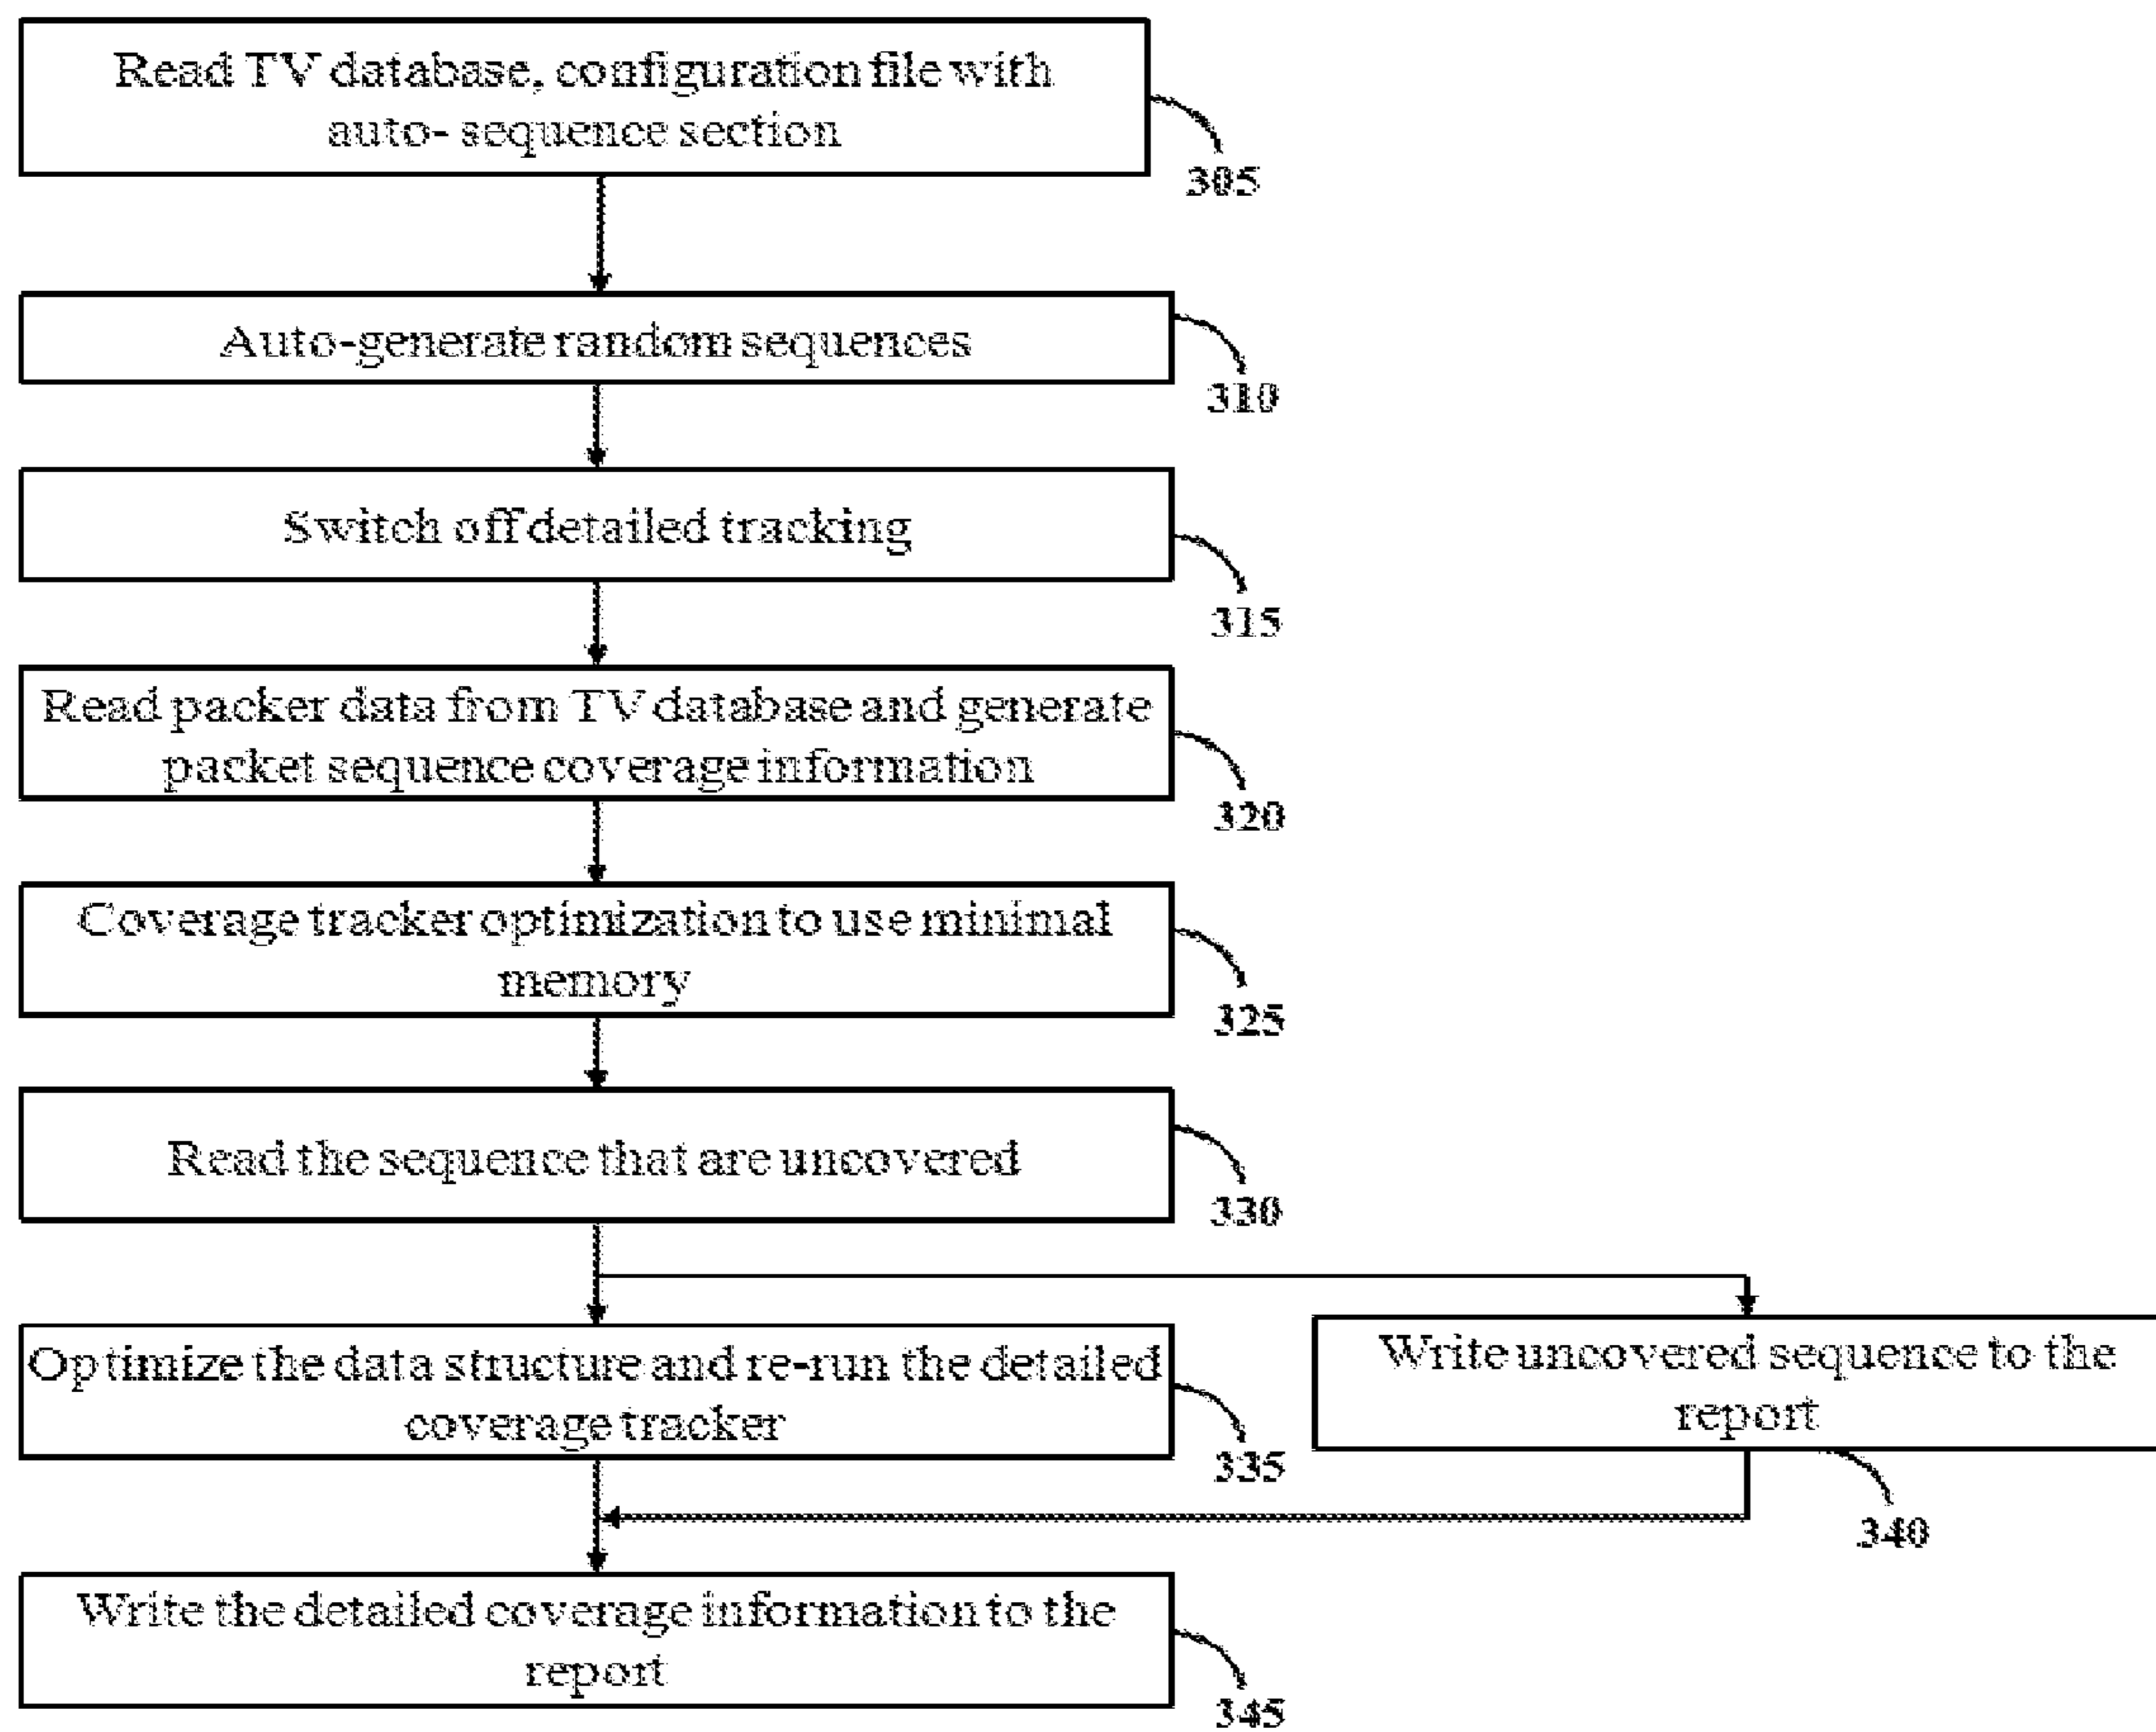 Read TV database, configuration file with
auto- sequence section
305
Auto-generate random sequences
310
Switch off detailed tracking
315
Read packer data from TV database and generate
packet sequence coverage information
320
Coverage tracker optimization to use minimal
memory
325
Read the sequence that are uncovered
330
Optimize the data structure and re-run the detailed
coverage tracker
335
Write uncovered sequence to the
report
340
Write the detailed coverage information to the
report
345